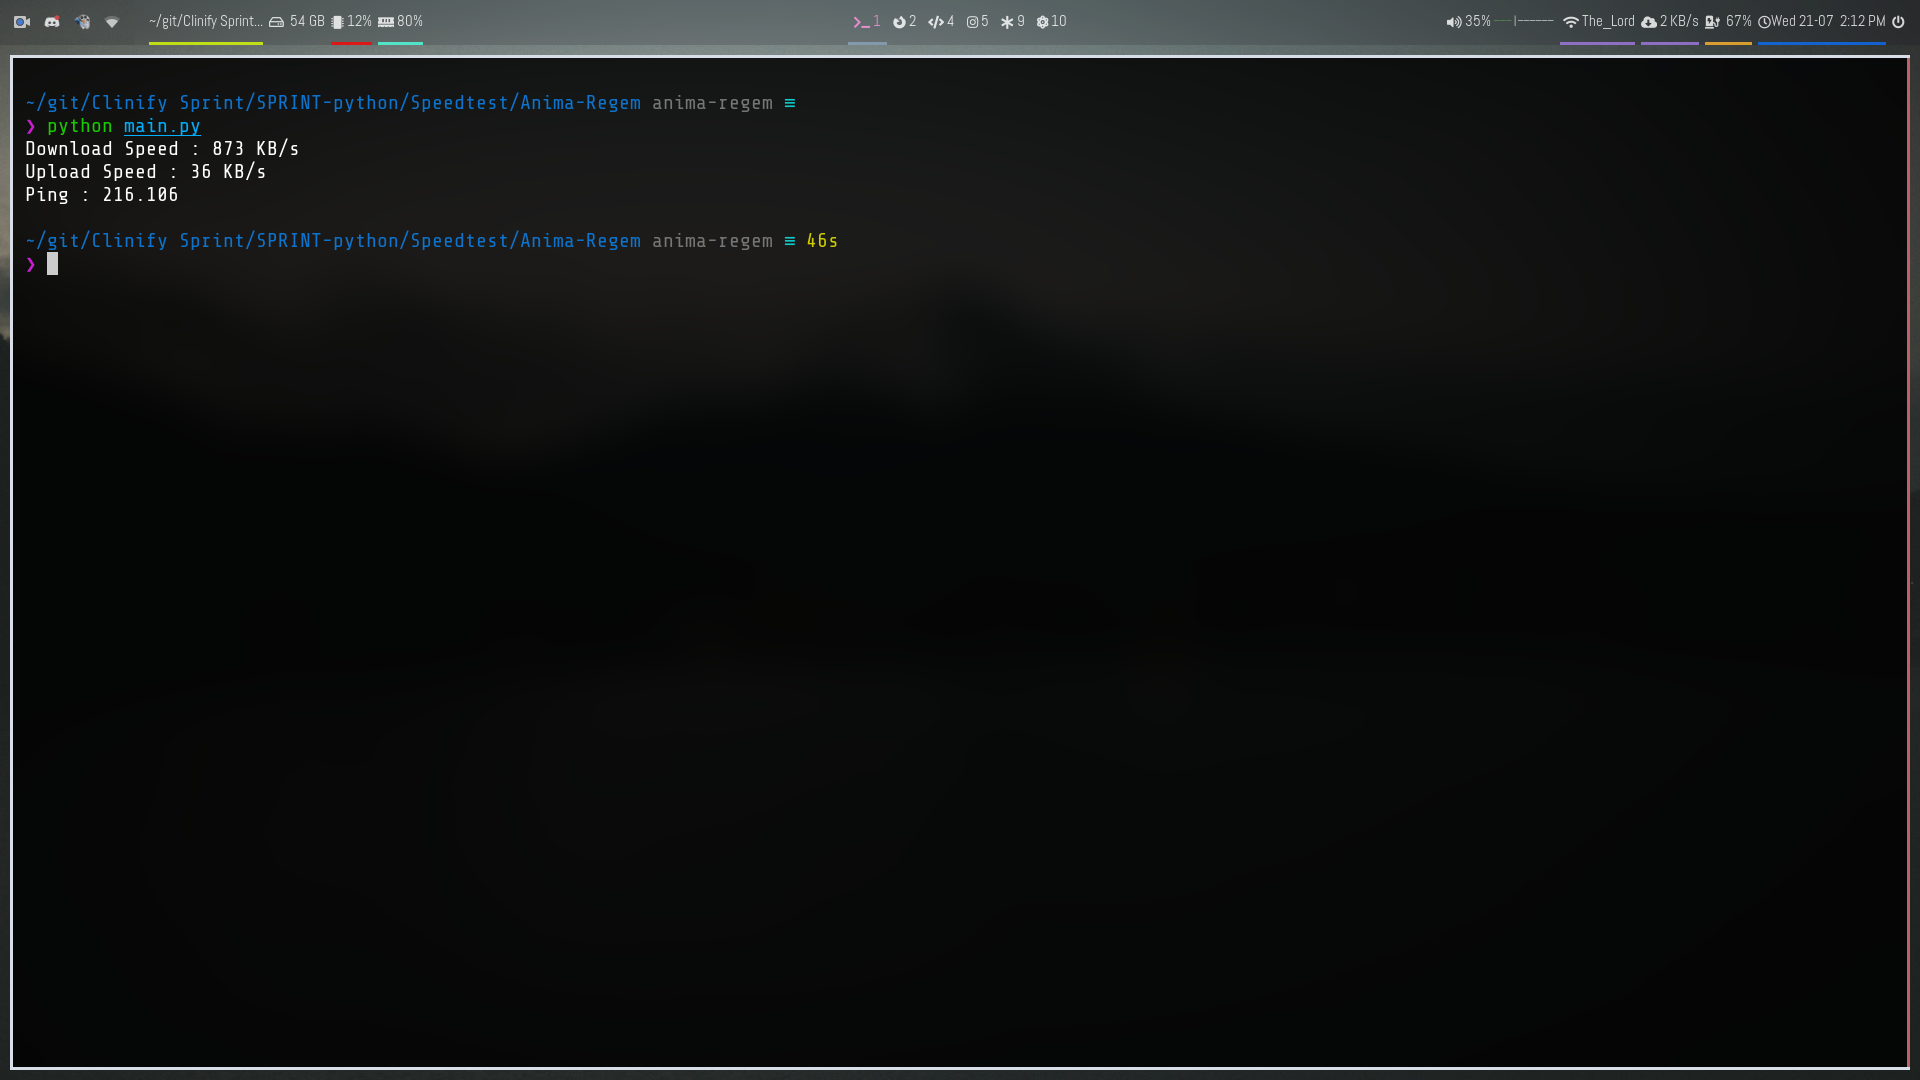 ~/git/Clinify Sprint... 54 GB 12% 80% 1 2 4 5 9 10 35% The_Lord 2 KB/s 67% Wed 21-07 2:12 PM
~/git/Clinify Sprint/SPRINT-python/Speedtest/Anima-Regem anima-regem ≡
❯ python main.py
Download Speed : 873 KB/s
Upload Speed : 36 KB/s
Ping : 216.106
~/git/Clinify Sprint/SPRINT-python/Speedtest/Anima-Regem anima-regem ≡ 46s
❯